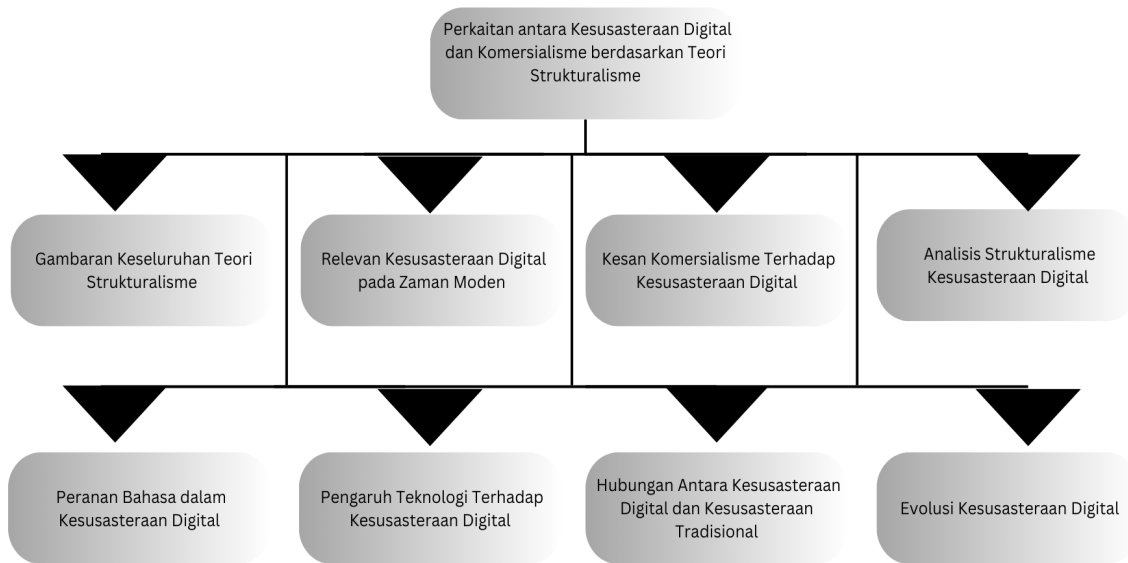 Perkaitan antara Kesusasteraan Digital
dan Komersialisme berdasarkan Teori
Strukturalisme
Gambaran Keseluruhan Teori
Strukturalisme
Relevan Kesusasteraan Digital
pada Zaman Moden
Kesan Komersialisme Terhadap
Kesusasteraan Digital
Analisis Strukturalisme
Kesusasteraan Digital
Peranan Bahasa dalam
Kesusasteraan Digital
Pengaruh Teknologi Terhadap
Kesusasteraan Digital
Hubungan Antara Kesusasteraan
Digital dan Kesusasteraan
Tradisional
Evolusi Kesusasteraan Digital